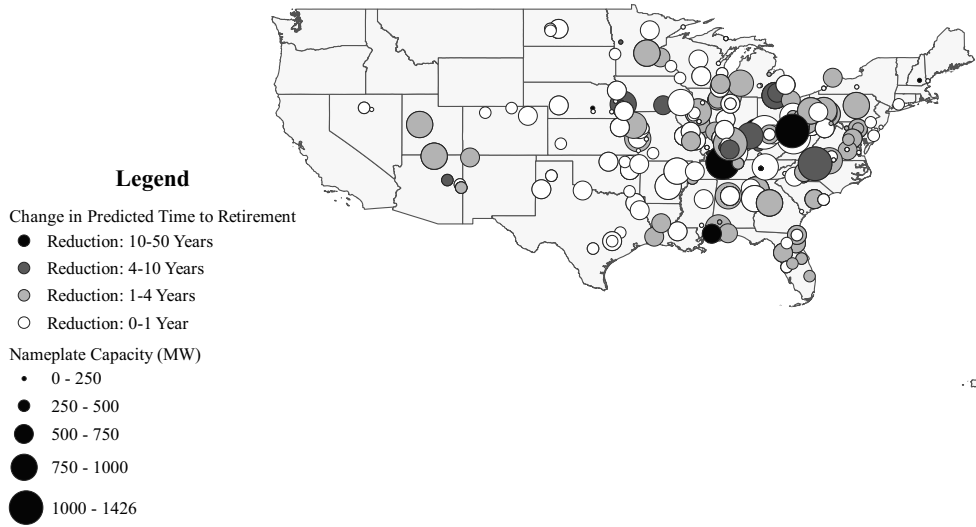 Legend
Change in Predicted Time to Retirement
Reduction: 10-50 Years
Reduction: 4-10 Years
Reduction: 1-4 Years
Reduction: 0-1 Year
Nameplate Capacity (MW)
0 - 250
250 - 500
500 - 750
750 - 1000
1000 - 1426